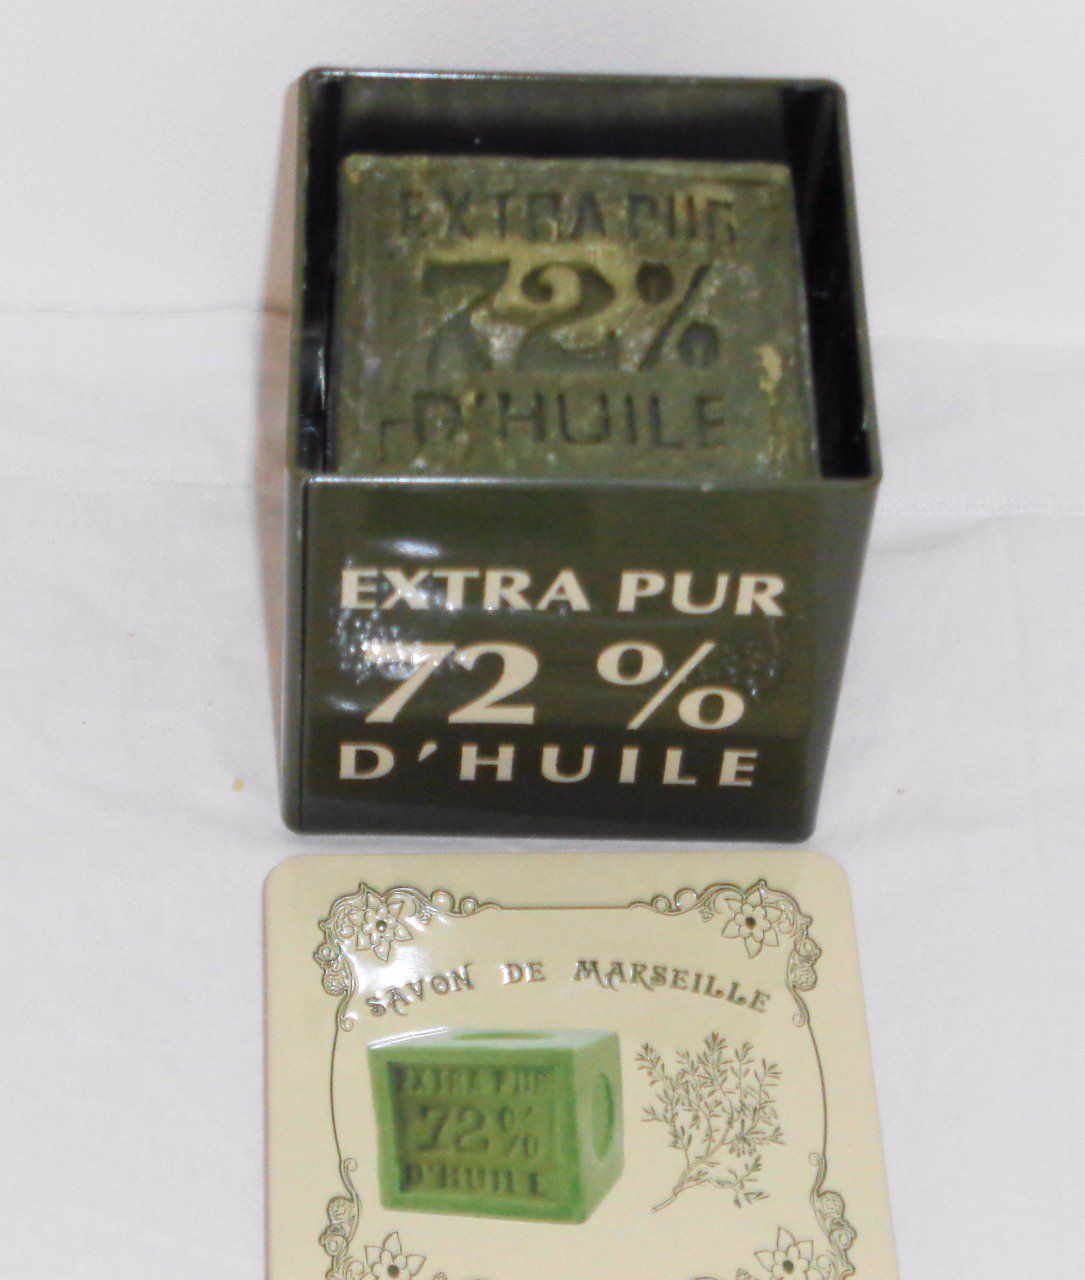 EXTRA PUR
72%
D'HUILE
EXTRA PUR
72 %
D'HUILE
SAVON DE MARSEILLE
EXTRA PUR
72%
D'HUILE